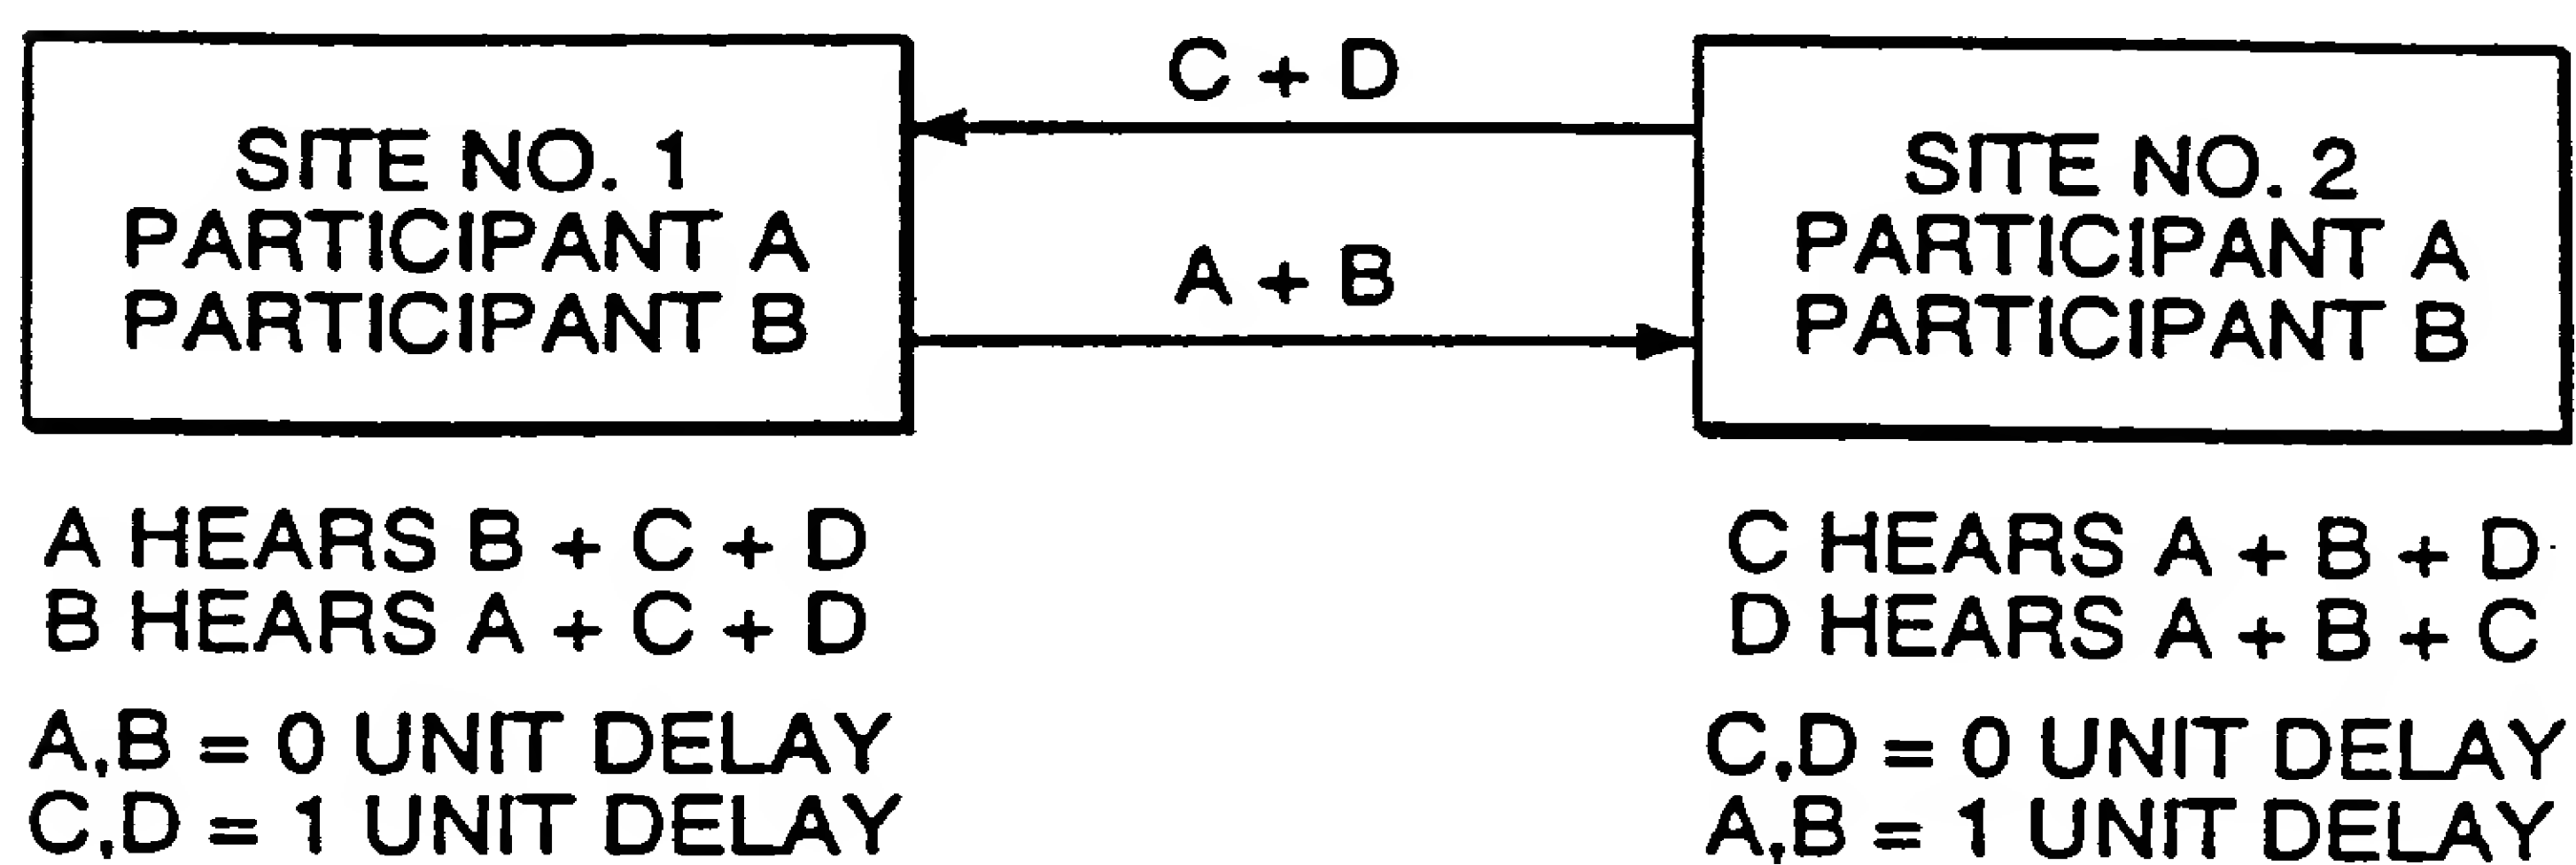 C + D
SITE NO. 1
PARTICIPANT A
PARTICIPANT B
A + B
SITE NO. 2
PARTICIPANT A
PARTICIPANT B
A HEARS B + C + D
B HEARS A + C + D
A,B = 0 UNIT DELAY
C,D = 1 UNIT DELAY
C HEARS A + B + D
D HEARS A + B + C
C,D = 0 UNIT DELAY
A,B = 1 UNIT DELAY